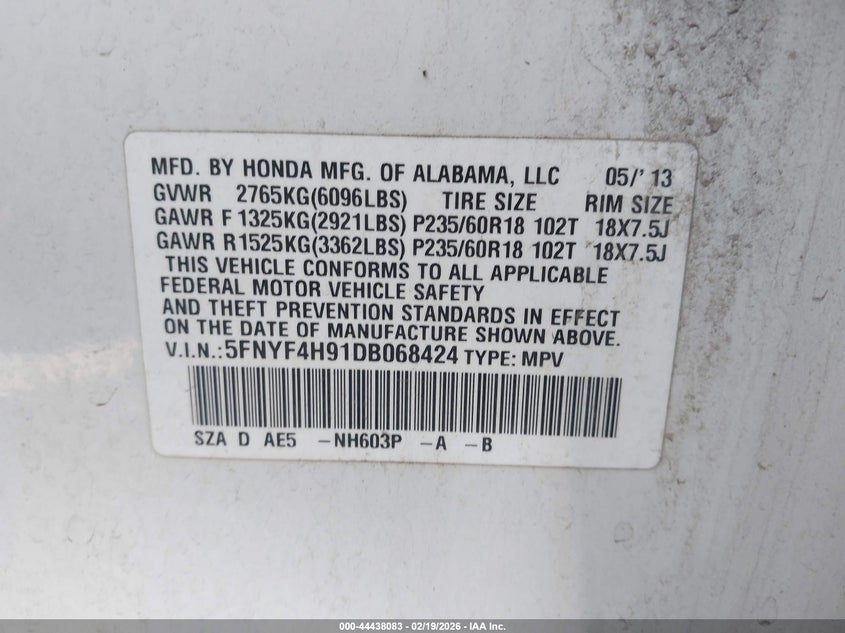 MFD. BY HONDA MFG. OF ALABAMA, LLC 05/' 13
GVWR 2765KG(6096LBS) TIRE SIZE RIM SIZE
GAWR F 1325KG(2921LBS) P235/60R18 102T 18X7.5J
GAWR R1525KG(3362LBS) P235/60R18 102T 18X7.5J
THIS VEHICLE CONFORMS TO ALL APPLICABLE
FEDERAL MOTOR VEHICLE SAFETY
AND THEFT PREVENTION STANDARDS IN EFFECT
ON THE DATE OF MANUFACTURE SHOWN ABOVE.
V.I.N.:5FNYF4H91DB068424 TYPE: MPV
SZA D AE5 -NH603P -A -B
000-44438083 - 02/19/2026 - IAA Inc.